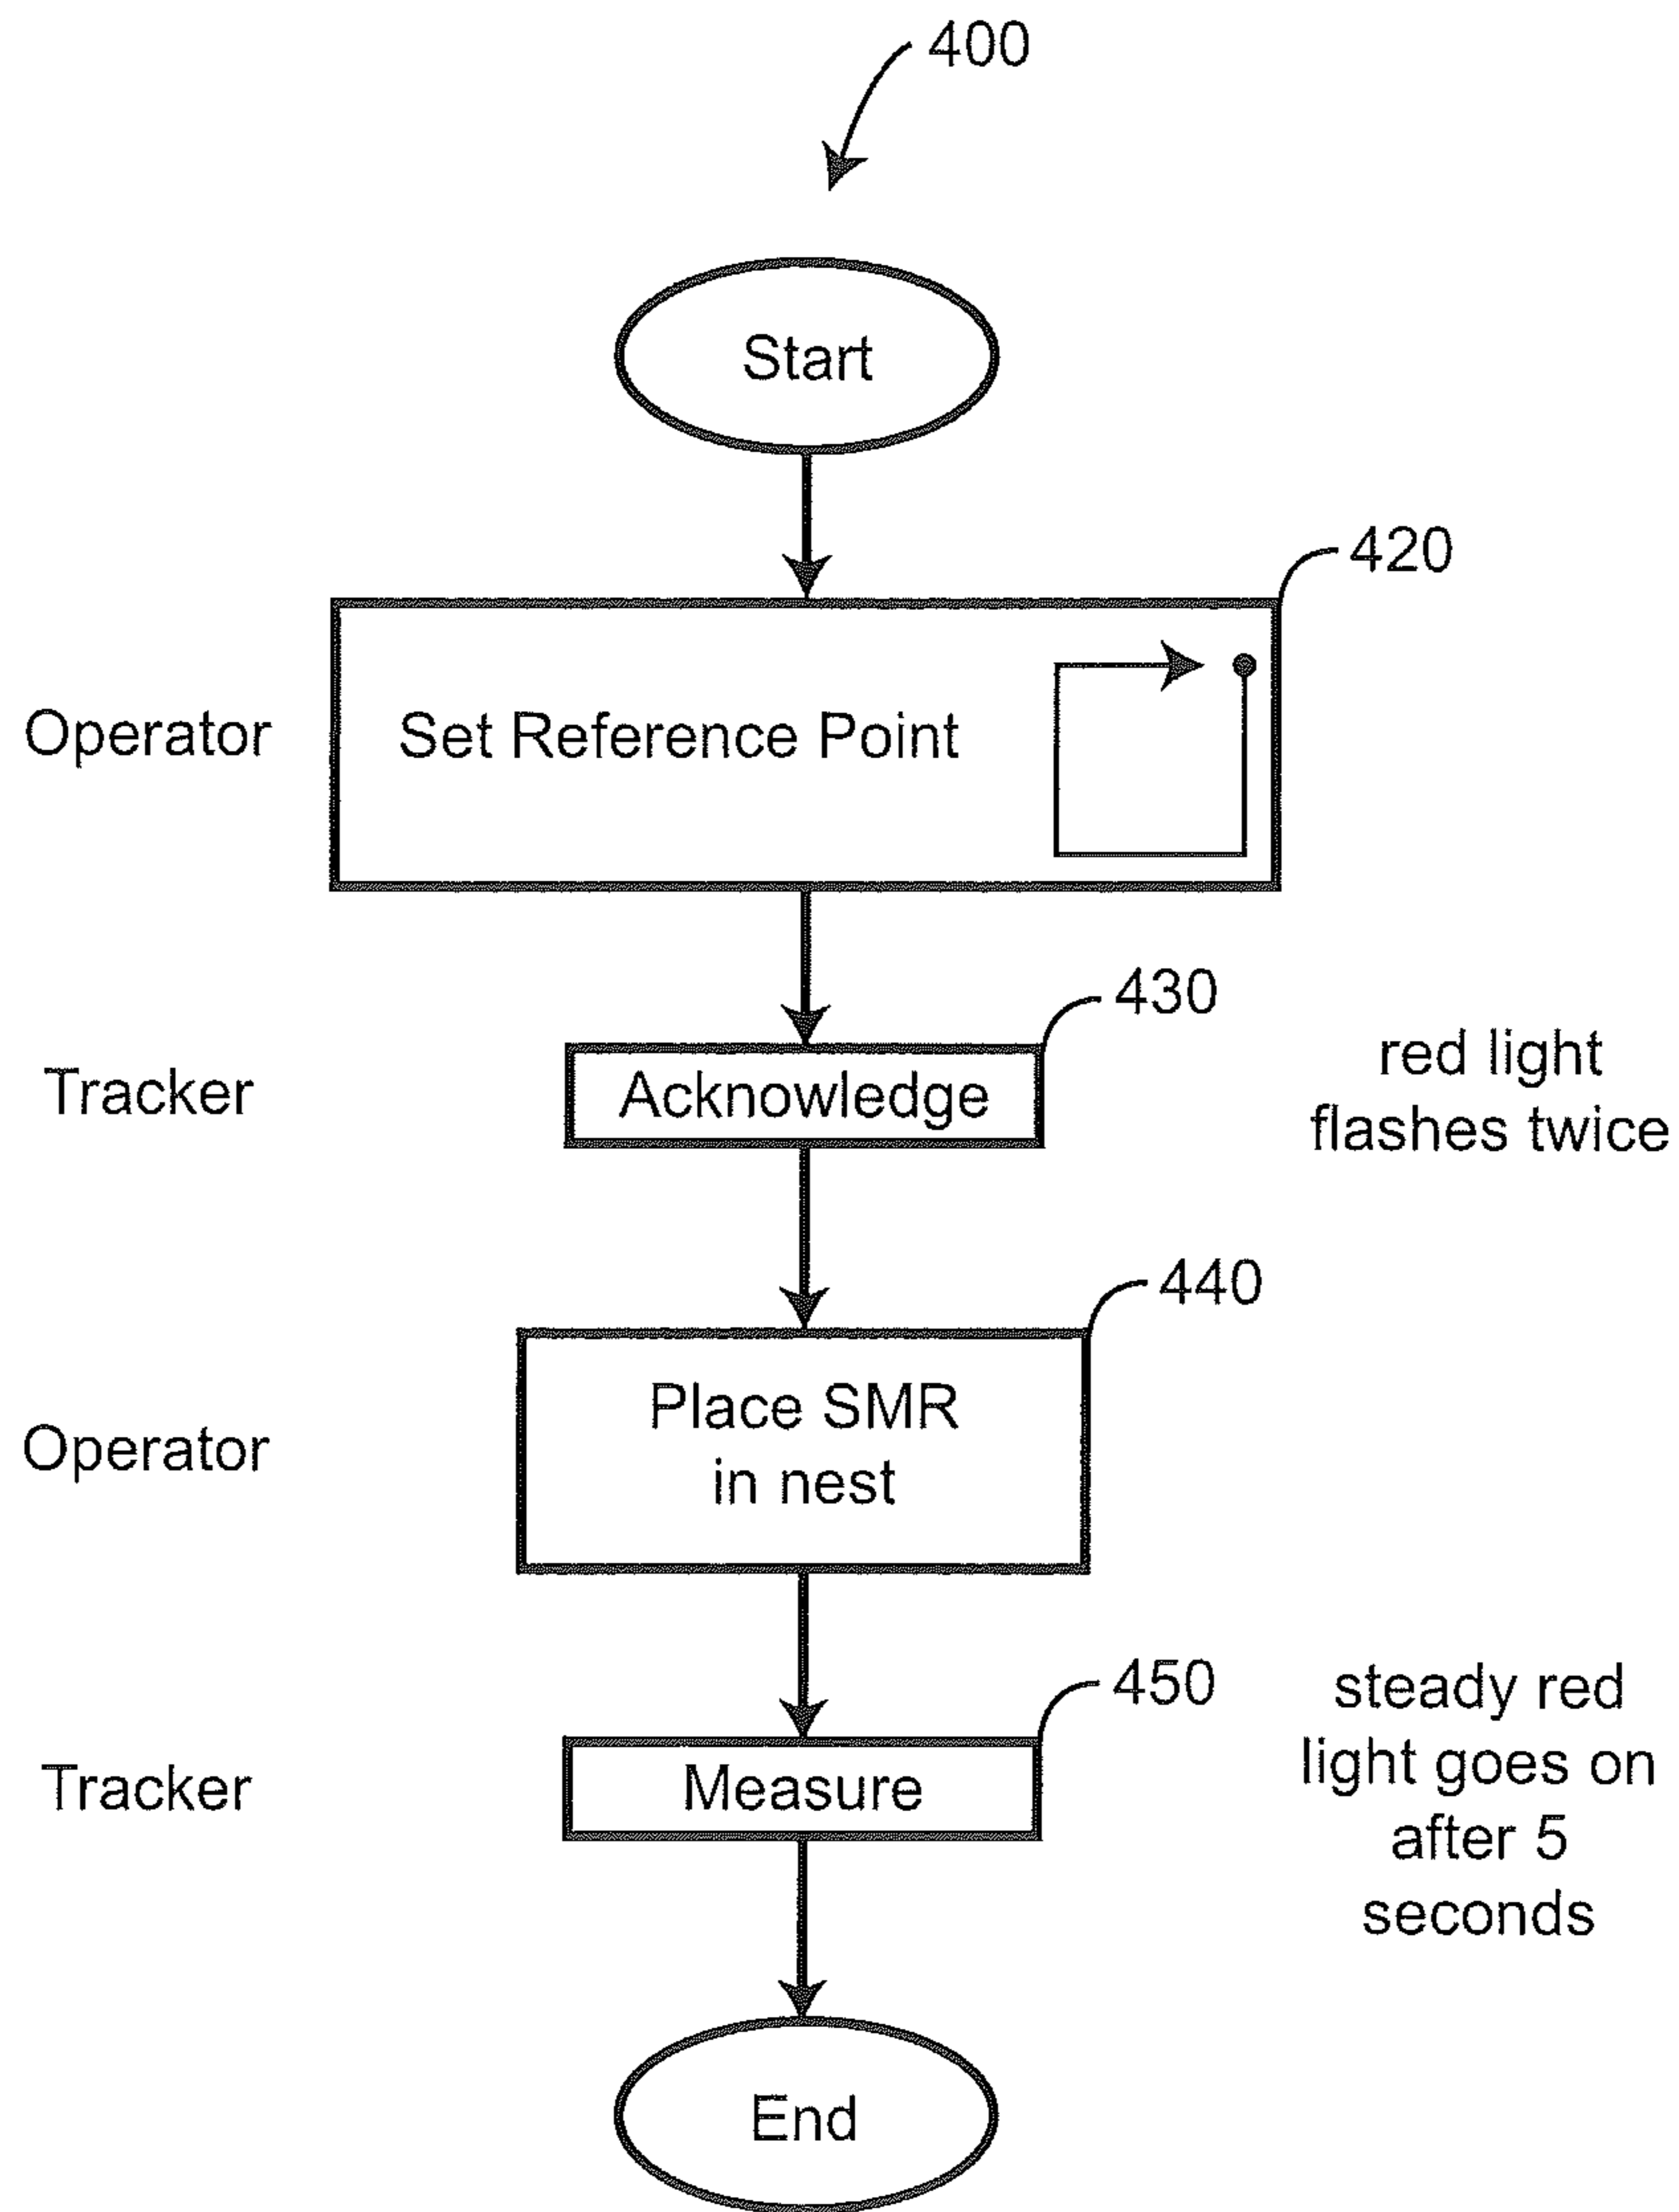 400
Start
420
Operator
Set Reference Point
430
Tracker
Acknowledge
red light
flashes twice
440
Operator
Place SMR
in nest
450
Tracker
Measure
steady red
light goes on
after 5
seconds
End